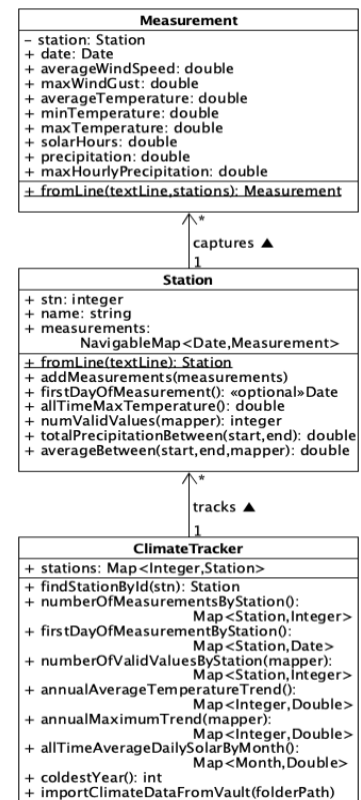 Measurement
– station: Station
+ date: Date
+ averageWindSpeed: double
+ maxWindGust: double
+ averageTemperature: double
+ minTemperature: double
+ maxTemperature: double
+ solarHours: double
+ precipitation: double
+ maxHourlyPrecipitation: double
+ fromLine(textLine,stations): Measurement
*
captures ▲
1
Station
+ stn: integer
+ name: string
+ measurements:
NavigableMap<Date,Measurement>
+ fromLine(textLine): Station
+ addMeasurements(measurements)
+ firstDayOfMeasurement(): «optional»Date
+ allTimeMaxTemperature(): double
+ numValidValues(mapper): integer
+ totalPrecipitationBetween(start,end): double
+ averageBetween(start,end,mapper): double
*
tracks ▲
1
ClimateTracker
+ stations: Map<Integer,Station>
+ findStationById(stn): Station
+ numberOfMeasurementsByStation():
Map<Station,Integer>
+ firstDayOfMeasurementByStation():
Map<Station,Date>
+ numberOfValidValuesByStation(mapper):
Map<Station,Integer>
+ annualAverageTemperatureTrend():
Map<Integer,Double>
+ annualMaximumTrend(mapper):
Map<Integer,Double>
+ allTimeAverageDailySolarByMonth():
Map<Month,Double>
+ coldestYear(): int
+ importClimateDataFromVault(folderPath)